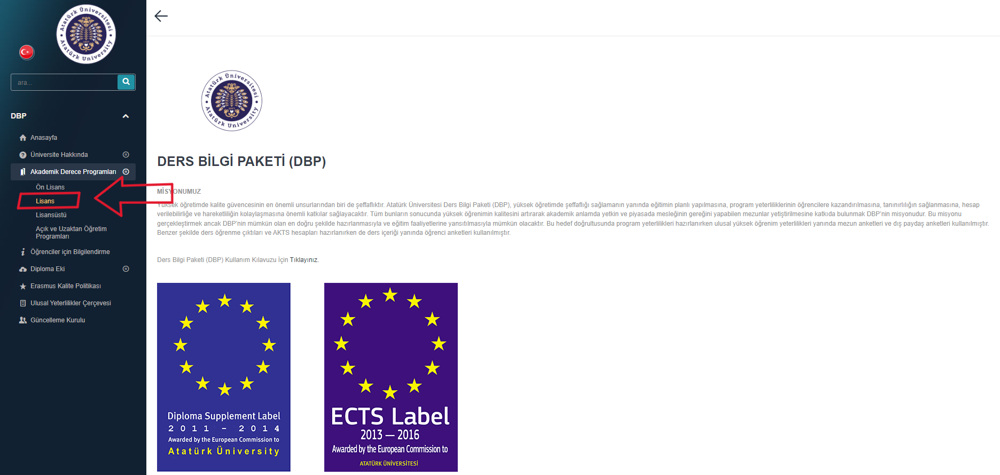 Atatürk Üniversitesi
1957
Atatürk University
ara...
DBP
Anasayfa
Üniversite Hakkında
Akademik Derece Programları
Ön Lisans
Lisans
Lisansüstü
Açık ve Uzaktan Öğretim
Programları
Öğrenciler için Bilgilendirme
Diploma Eki
Erasmus Kalite Politikası
Ulusal Yeterlilikler Çerçevesi
Güncelleme Kurulu
Atatürk Üniversitesi
1957
Atatürk University
DERS BİLGİ PAKETİ (DBP)
MİSYONUMUZ
Yüksek öğretimde kalite güvencesinin en önemli unsurlarından biri de şeffaflıktır. Atatürk Üniversitesi Ders Bilgi Paketi (DBP), yüksek öğretimde şeffaflığı sağlamanın yanında eğitimin planlı yapılmasına, program yeterliliklerinin öğrencilere kazandırılmasına, tanınırlılığın sağlanmasına, hesap
verilebilirliğe ve hareketliliğin kolaylaşmasına önemli katkılar sağlayacaktır. Tüm bunların sonucunda yüksek öğrenimin kalitesini artırarak akademik anlamda yetkin ve piyasada mesleğinin gereğini yapabilen mezunlar yetiştirilmesine katkıda bulunmak DBP'nin misyonudur. Bu misyonu
gerçekleştirmek ancak DBP'nin mümkün olan en doğru şekilde hazırlanmasıyla ve eğitim faaliyetlerine yansıtılmasıyla mümkün olacaktır. Bu hedef doğrultusunda program yeterlilikleri hazırlanırken ulusal yüksek öğrenim yeterlilikleri yanında mezun anketleri ve dış paydaş anketleri kullanılmıştır.
Benzer şekilde ders öğrenme çıktıları ve AKTS hesapları hazırlanırken de ders içeriği yanında öğrenci anketleri kullanılmıştır.
Ders Bilgi Paketi (DBP) Kullanım Kılavuzu İçin Tıklayınız.
Diploma Supplement Label
2011 - 2014
Awarded by the European Commission to
Atatürk Üniversity
ECTS Label
2013 — 2016
Awarded by the European Commission to
ATATÜRK ÜNİVERSİTESİ